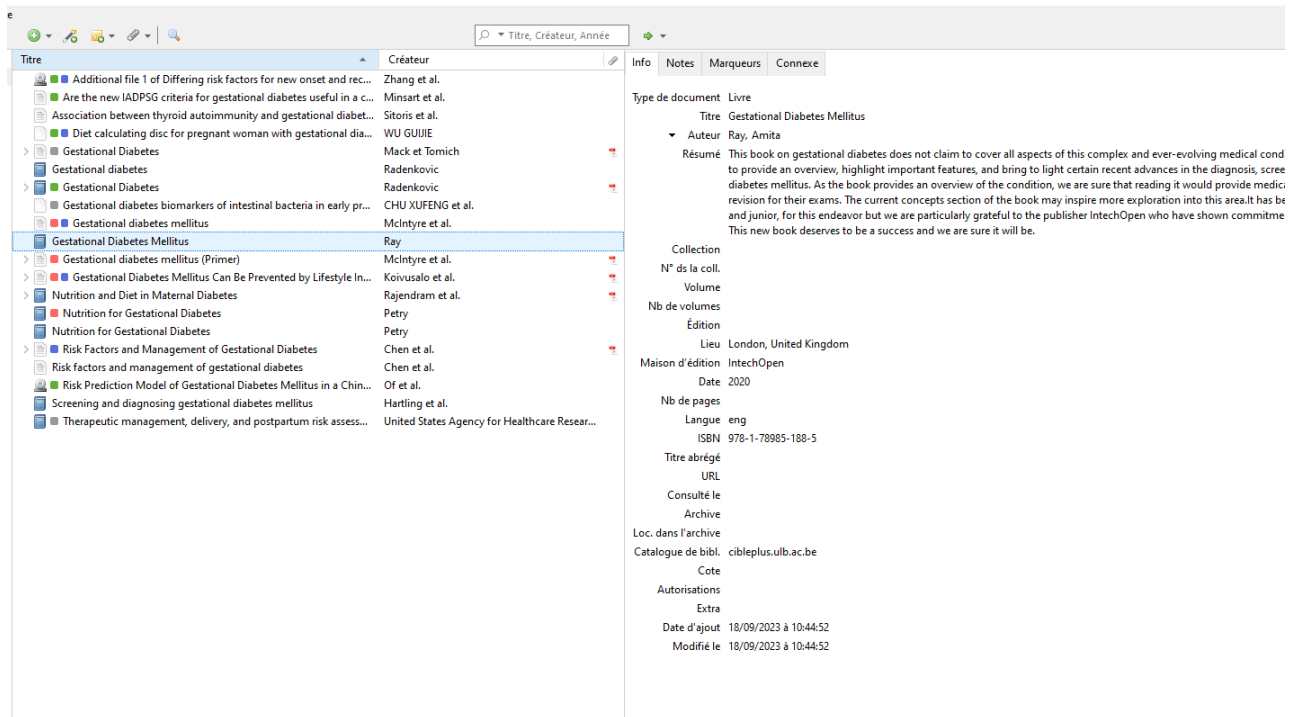 e
Titre, Créateur, Année
Titre Créateur
Additional file 1 of Differing risk factors for new onset and rec... Zhang et al.
Are the new IADPSG criteria for gestational diabetes useful in a c... Minsart et al.
Association between thyroid autoimmunity and gestational diabet... Sitoris et al.
Diet calculating disc for pregnant woman with gestational dia... WU GUIJIE
Gestational Diabetes Mack et Tomich
Gestational diabetes Radenkovic
Gestational Diabetes Radenkovic
Gestational diabetes biomarkers of intestinal bacteria in early pr... CHU XUFENG et al.
Gestational diabetes mellitus McIntyre et al.
Gestational Diabetes Mellitus Ray
Gestational diabetes mellitus (Primer) McIntyre et al.
Gestational Diabetes Mellitus Can Be Prevented by Lifestyle In... Koivusalo et al.
Nutrition and Diet in Maternal Diabetes Rajendram et al.
Nutrition for Gestational Diabetes Petry
Nutrition for Gestational Diabetes Petry
Risk Factors and Management of Gestational Diabetes Chen et al.
Risk factors and management of gestational diabetes Chen et al.
Risk Prediction Model of Gestational Diabetes Mellitus in a Chin... Of et al.
Screening and diagnosing gestational diabetes mellitus Hartling et al.
Therapeutic management, delivery, and postpartum risk assess... United States Agency for Healthcare Resear...
Info Notes Marqueurs Connexe
Type de document Livre
Titre Gestational Diabetes Mellitus
Auteur Ray, Amita
Résumé This book on gestational diabetes does not claim to cover all aspects of this complex and ever-evolving medical cond
to provide an overview, highlight important features, and bring to light certain recent advances in the diagnosis, scree
diabetes mellitus. As the book provides an overview of the condition, we are sure that reading it would provide medica
revision for their exams. The current concepts section of the book may inspire more exploration into this area.It has be
and junior, for this endeavor but we are particularly grateful to the publisher IntechOpen who have shown commitme
This new book deserves to be a success and we are sure it will be.
Collection
N° ds la coll.
Volume
Nb de volumes
Édition
Lieu London, United Kingdom
Maison d'édition IntechOpen
Date 2020
Nb de pages
Langue eng
ISBN 978-1-78985-188-5
Titre abrégé
URL
Consulté le
Archive
Loc. dans l'archive
Catalogue de bibl. cibleplus.ulb.ac.be
Cote
Autorisations
Extra
Date d'ajout 18/09/2023 à 10:44:52
Modifié le 18/09/2023 à 10:44:52